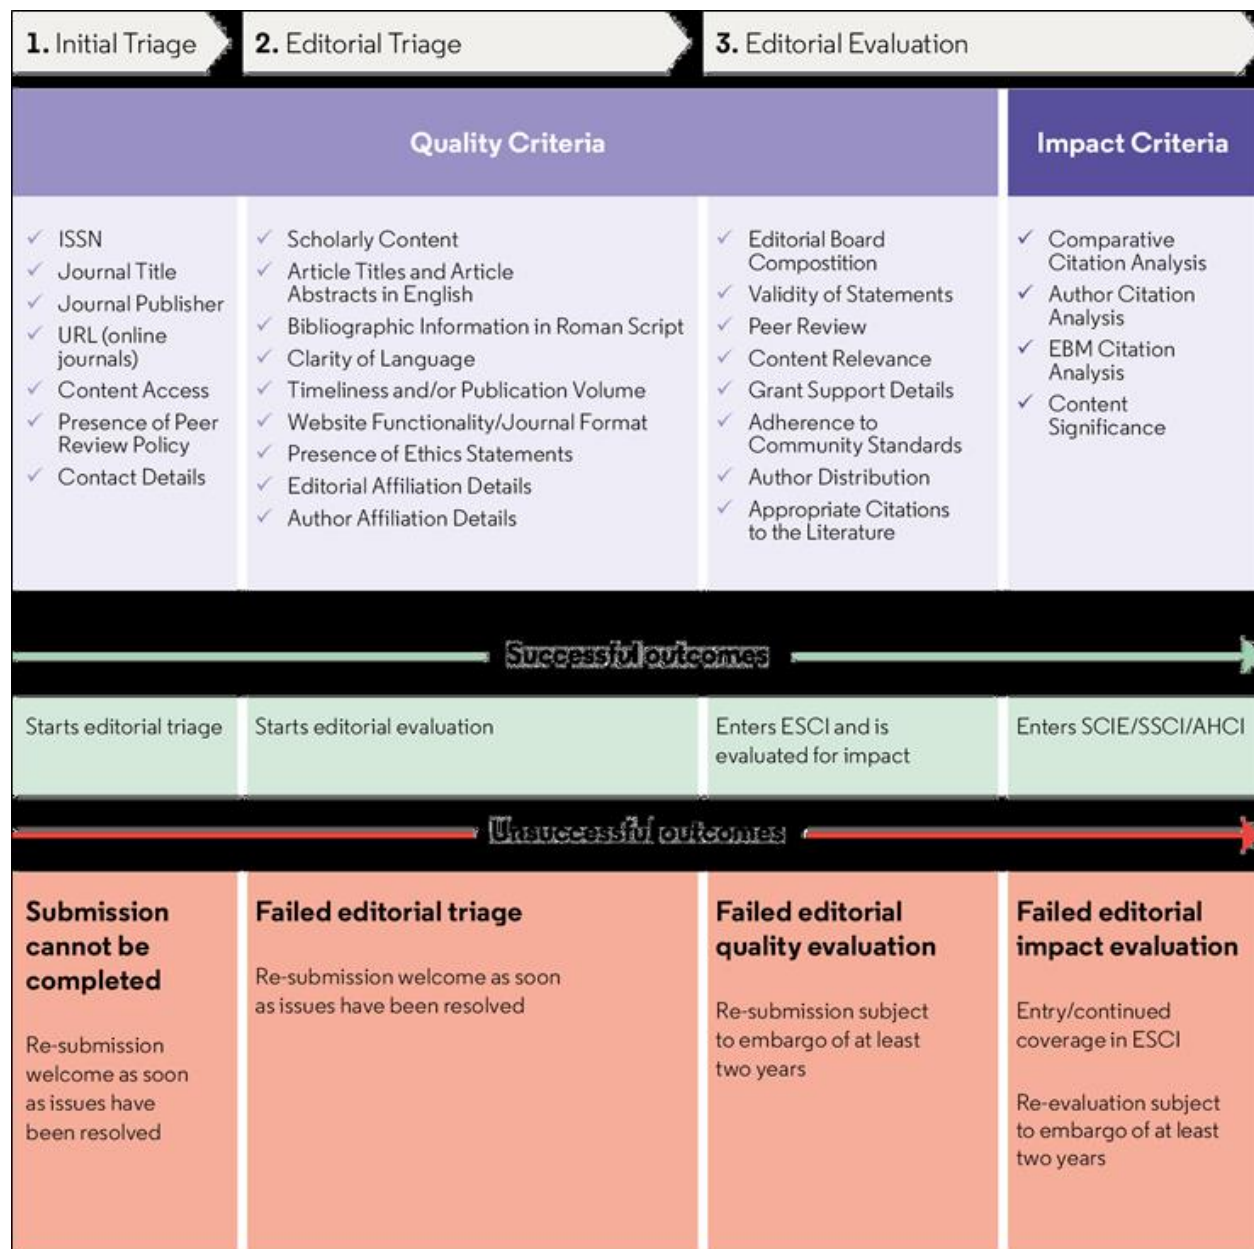 1. Initial Triage
2. Editorial Triage
3. Editorial Evaluation
Quality Criteria
Impact Criteria
ISSN
Journal Title
Journal Publisher
URL (online
journals)
Content Access
Presence of Peer
Review Policy
Contact Details
Scholarly Content
Article Titles and Article
Abstracts in English
Bibliographic Information in Roman Script
Clarity of Language
Timeliness and/or Publication Volume
Website Functionality/Journal Format
Presence of Ethics Statements
Editorial Affiliation Details
Author Affiliation Details
Editorial Board
Compostition
Validity of Statements
Peer Review
Content Relevance
Grant Support Details
Adherence to
Community Standards
Author Distribution
Appropriate Citations
to the Literature
Comparative
Citation Analysis
Author Citation
Analysis
EBM Citation
Analysis
Content
Significance
Successful outcomes
Starts editorial triage
Starts editorial evaluation
Enters ESCI and is
evaluated for impact
Enters SCIE/SSCI/AHCI
Unsuccessful outcomes
Submission
cannot be
completed
Re-submission
welcome as soon
as issues have
been resolved
Failed editorial triage
Re-submission welcome as soon
as issues have been resolved
Failed editorial
quality evaluation
Re-submission subject
to embargo of at least
two years
Failed editorial
impact evaluation
Entry/continued
coverage in ESCI
Re-evaluation subject
to embargo of at least
two years